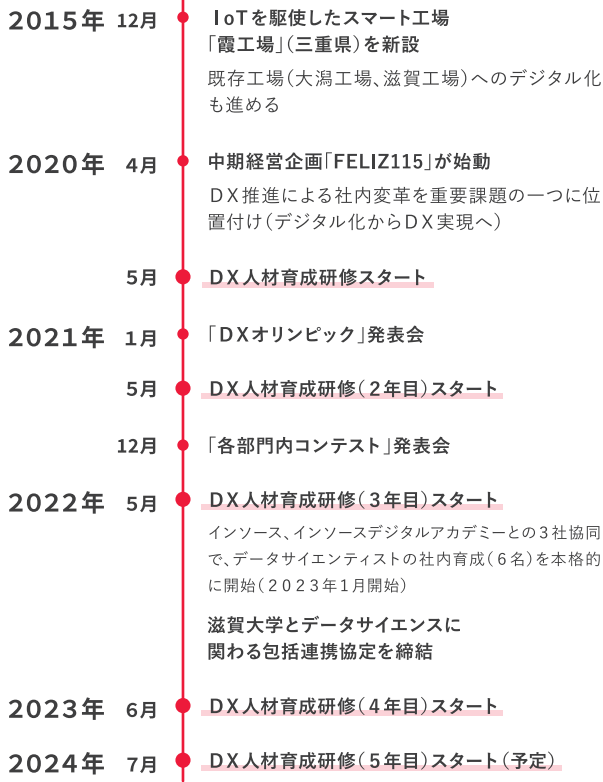 2015年 12月 IoTを駆使したスマート工場
「霞工場」（三重県）を新設
既存工場（大潟工場、滋賀工場）へのデジタル化
も進める
2020年 4月 中期経営企画「FELIZ115」が始動
DX推進による社内変革を重要課題の一つに位
置付け（デジタル化からDX実現へ）
5月 DX人材育成研修スタート
2021年 1月 「DXオリンピック」発表会
5月 DX人材育成研修（2年目）スタート
12月 「各部門内コンテスト」発表会
2022年 5月 DX人材育成研修（3年目）スタート
インソース、インソースデジタルアカデミーとの3社協同
で、データサイエンティストの社内育成（6名）を本格的
に開始（2023年1月開始）
滋賀大学とデータサイエンスに
関わる包括連携協定を締結
2023年 6月 DX人材育成研修（4年目）スタート
2024年 7月 DX人材育成研修（5年目）スタート（予定）